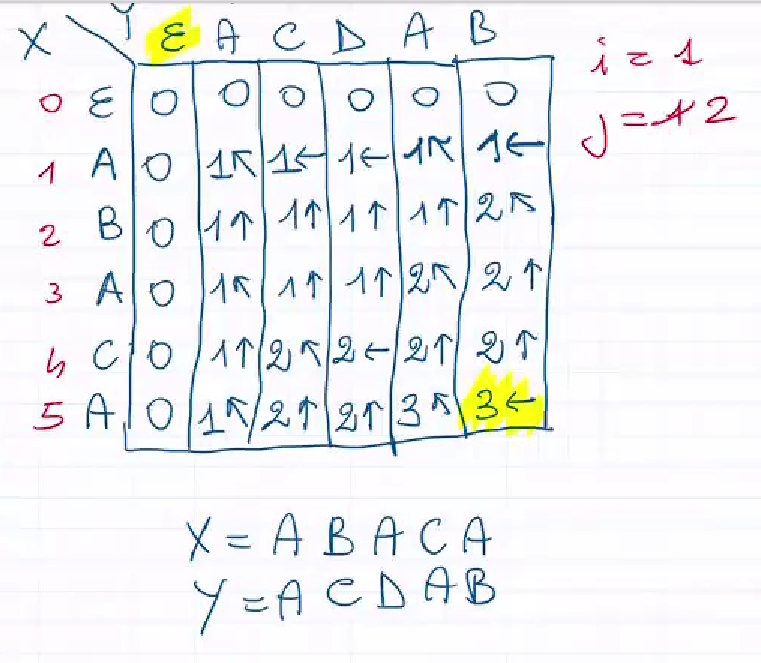 X Y ε A C D A B
0 ε 0 0 0 0 0 0
1 A 0 1↖ 1← 1← 1↖ 1←
2 B 0 1↑ 1↑ 1↑ 1↑ 2↖
3 A 0 1↖ 1↑ 1↑ 2↖ 2↑
4 C 0 1↑ 2↖ 2← 2↑ 2↑
5 A 0 1↖ 2↑ 2↑ 3↖ 3←
i = 1
j = 1 2
X = A B A C A
Y = A C D A B